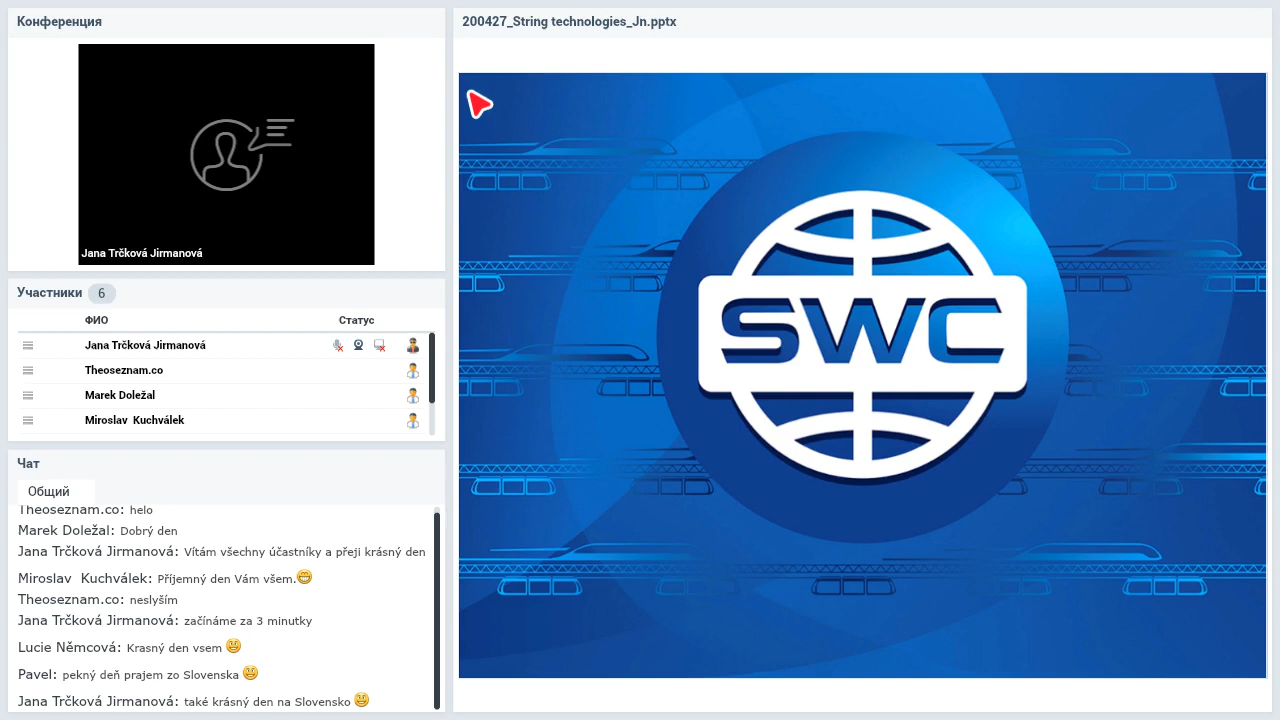 Конференция
Jana Trčková Jirmanová
Участники 6
ФИО Статус
Jana Trčková Jirmanová
Theoseznam.co
Marek Doležal
Miroslav Kuchválek
Чат
Общий
Theoseznam.co: helo
Marek Doležal: Dobrý den
Jana Trčková Jirmanová: Vítám všechny účastníky a přeji krásný den
Miroslav Kuchválek: Příjemný den Vám všem.
Theoseznam.co: neslyším
Jana Trčková Jirmanová: začínáme za 3 minutky
Lucie Němcová: Krasný den vsem
Pavel: pekný deň prajem zo Slovenska
Jana Trčková Jirmanová: také krásný den na Slovensko
200427_String technologies_Jn.pptx
SWC